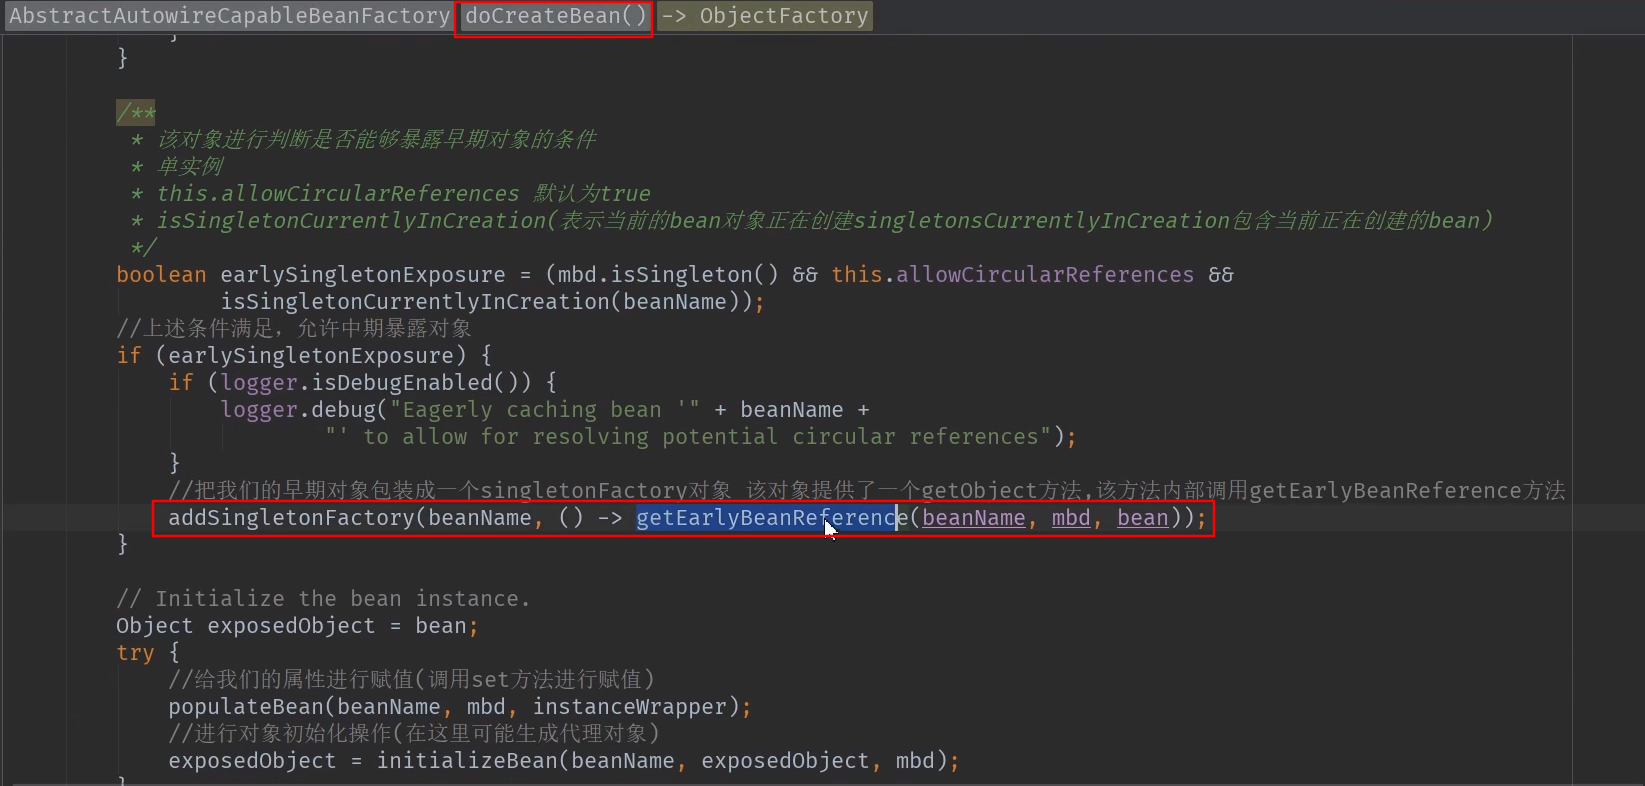 AbstractAutowireCapableBeanFactory doCreateBean() -> ObjectFactory
}
}
/**
 * 该对象进行判断是否能够暴露早期对象的条件
 * 单实例
 * this.allowCircularReferences 默认为true
 * isSingletonCurrentlyInCreation(表示当前的bean对象正在创建singletonsCurrentlyInCreation包含当前正在创建的bean)
 */
boolean earlySingletonExposure = (mbd.isSingleton() && this.allowCircularReferences &&
isSingletonCurrentlyInCreation(beanName));
//上述条件满足，允许中期暴露对象
if (earlySingletonExposure) {
if (logger.isDebugEnabled()) {
logger.debug("Eagerly caching bean '" + beanName +
"' to allow for resolving potential circular references");
}
//把我们的早期对象包装成一个singletonFactory对象 该对象提供了一个getObject方法,该方法内部调用getEarlyBeanReference方法
addSingletonFactory(beanName, () -> getEarlyBeanReference(beanName, mbd, bean));
}
// Initialize the bean instance.
Object exposedObject = bean;
try {
//给我们的属性进行赋值(调用set方法进行赋值)
populateBean(beanName, mbd, instanceWrapper);
//进行对象初始化操作(在这里可能生成代理对象)
exposedObject = initializeBean(beanName, exposedObject, mbd);
}